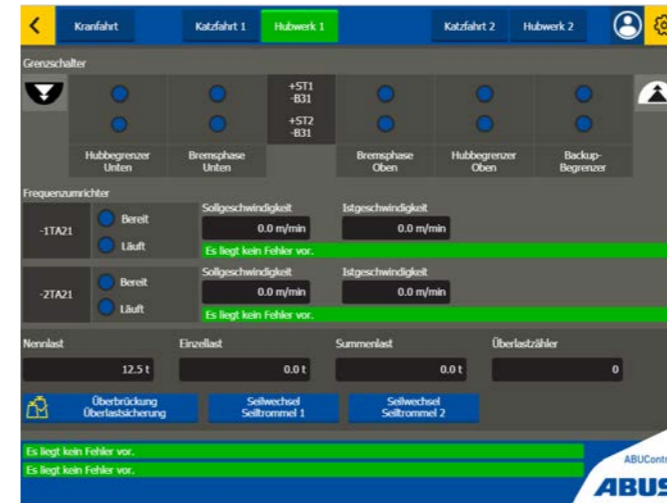 Kranfahrt Katzfahrt 1 Hubwerk 1 Katzfahrt 2 Hubwerk 2
Grenzschalter
+ST1
-B31
+ST2
-B31
Hubbegrenzer
Unten
Bremsphase
Unten
Bremsphase
Oben
Hubbegrenzer
Oben
Backup-
Begrenzer
Frequenzumrichter
-1TA21
Bereit
Läuft
Sollgeschwindigkeit Istgeschwindigkeit
0.0 m/min 0.0 m/min
Es liegt kein Fehler vor.
-2TA21
Bereit
Läuft
Sollgeschwindigkeit Istgeschwindigkeit
0.0 m/min 0.0 m/min
Es liegt kein Fehler vor.
Nennlast Einzellast Summenlast Überlastzähler
12.5 t 0.0 t 0.0 t 0
Überbrückung
Überlastsicherung
Seilwechsel
Seiltrommel 1
Seilwechsel
Seiltrommel 2
Es liegt kein Fehler vor.
Es liegt kein Fehler vor.
ABUContr
ABUS